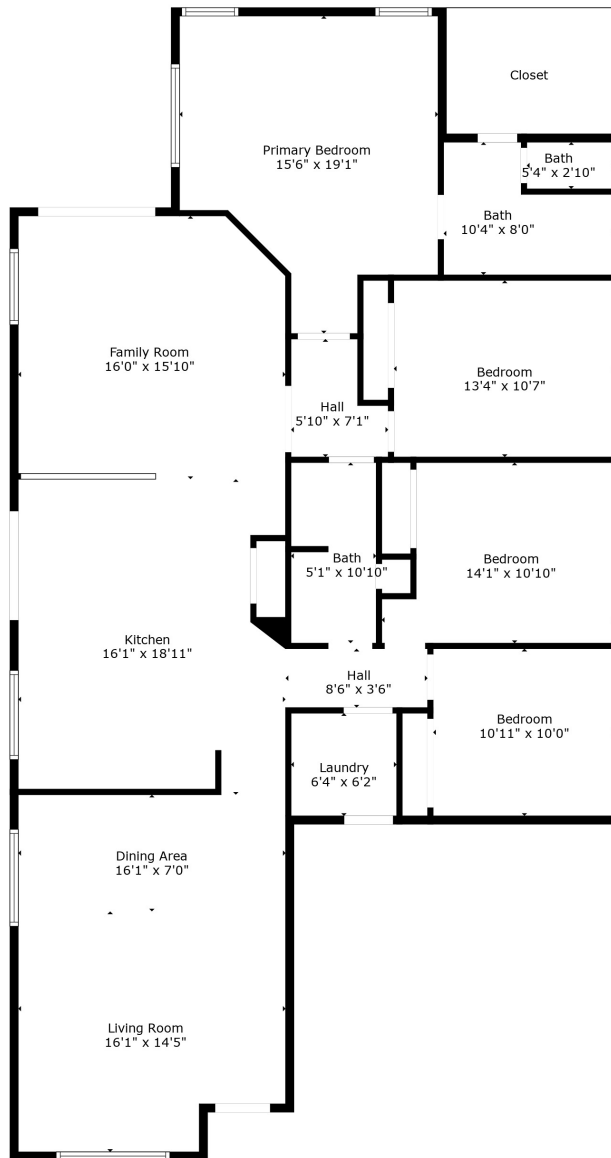 Closet
Primary Bedroom
15'6" x 19'1"
Bath
5'4" x 2'10"
Bath
10'4" x 8'0"
Family Room
16'0" x 15'10"
Bedroom
13'4" x 10'7"
Hall
5'10" x 7'1"
Bath
5'1" x 10'10"
Bedroom
14'1" x 10'10"
Kitchen
16'1" x 18'11"
Hall
8'6" x 3'6"
Bedroom
10'11" x 10'0"
Laundry
6'4" x 6'2"
Dining Area
16'1" x 7'0"
Living Room
16'1" x 14'5"